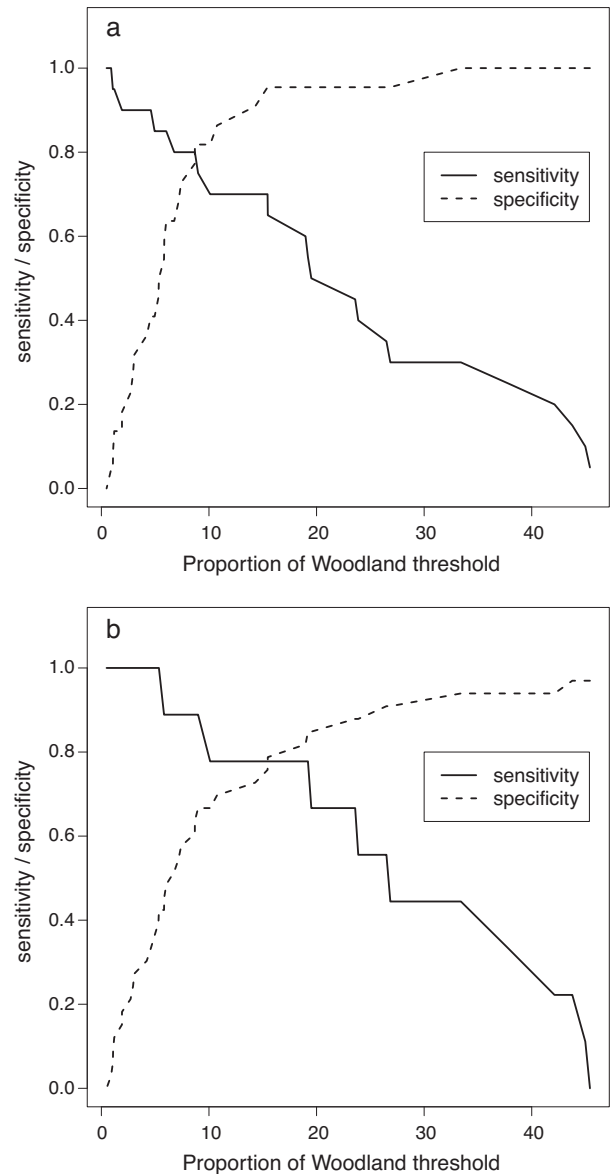 a
1.0
0.8
0.6
0.4
0.2
0.0
sensitivity / specificity
sensitivity
specificity
0 10 20 30 40
Proportion of Woodland threshold
b
1.0
0.8
0.6
0.4
0.2
0.0
sensitivity / specificity
sensitivity
specificity
0 10 20 30 40
Proportion of Woodland threshold